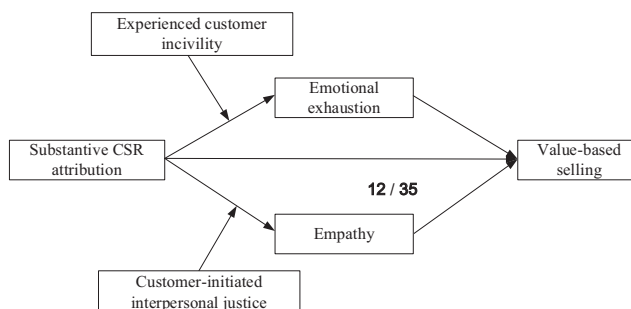 Experienced customer
incivility
Emotional
exhaustion
Substantive CSR
attribution
Value-based
selling
12 / 35
Empathy
Customer-initiated
interpersonal justice